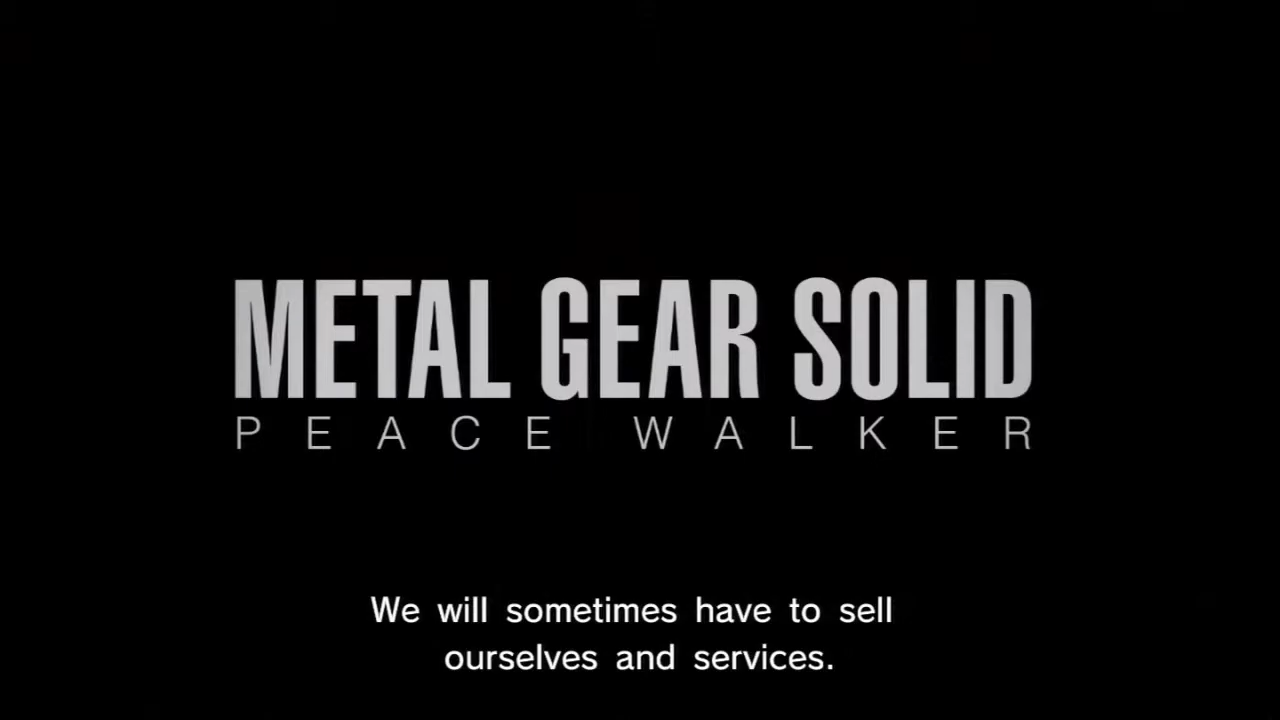 METAL GEAR SOLID
PEACE WALKER
We will sometimes have to sell
ourselves and services.